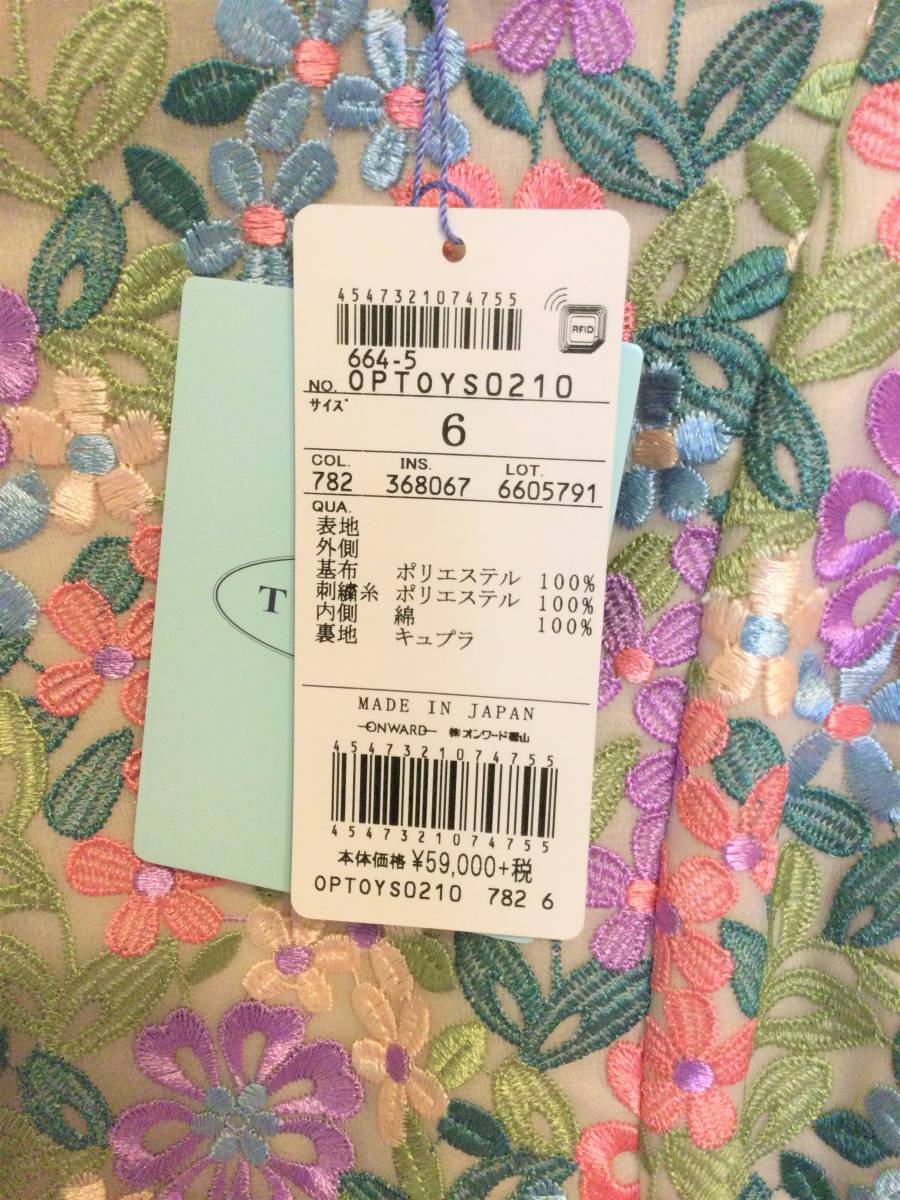 4547321074755
RFID
664-5
NO. OPTOYS0210
サイズ
6
COL. INS. LOT.
782 368067 6605791
QUA.
表地
外側
基布 ポリエステル 100%
刺繍糸 ポリエステル 100%
内側 綿 100%
裏地 キュプラ
MADE IN JAPAN
ONWARD ㈱オンワード樫山
4547321074755
4547321074755
本体価格 ¥59,000+税
OPTOYS0210 782 6
T